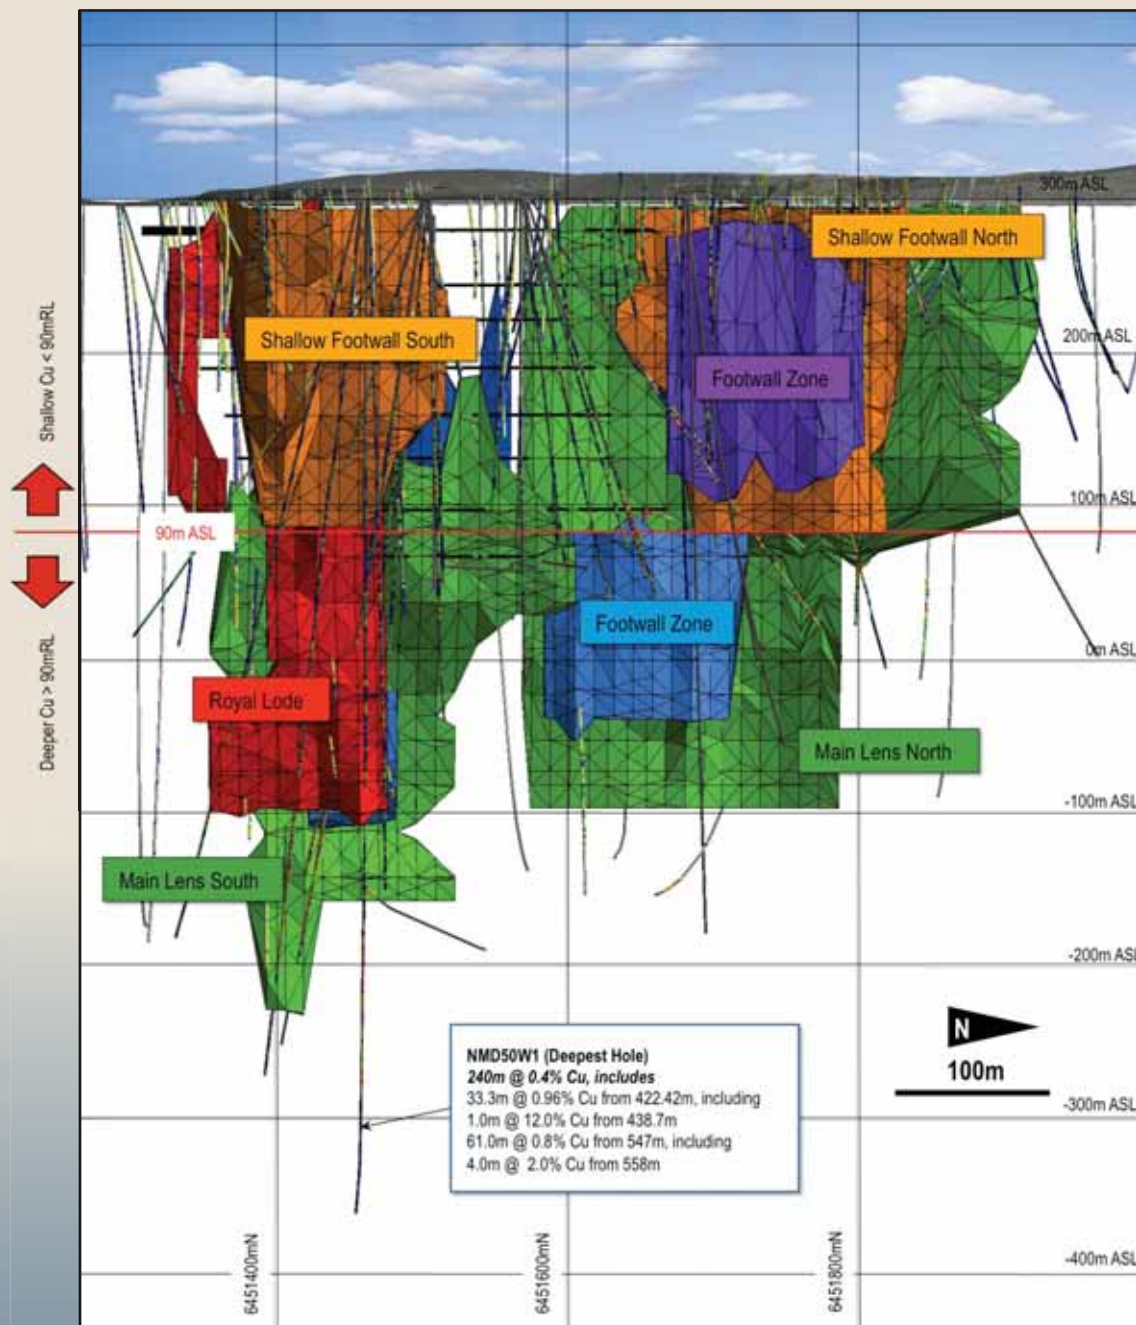 300m ASL
Shallow Footwall North
Shallow Footwall South
200m ASL
Footwall Zone
Shallow Cu < 90mRL
100m ASL
90m ASL
Footwall Zone
0m ASL
Deeper Cu > 90mRL
Royal Lode
Main Lens North
-100m ASL
Main Lens South
-200m ASL
N
100m
NMD50W1 (Deepest Hole)
240m @ 0.4% Cu, includes
33.3m @ 0.96% Cu from 422.42m, including
1.0m @ 12.0% Cu from 438.7m
61.0m @ 0.8% Cu from 547m, including
4.0m @ 2.0% Cu from 558m
-300m ASL
-400m ASL
6451400mN
6451600mN
6451800mN